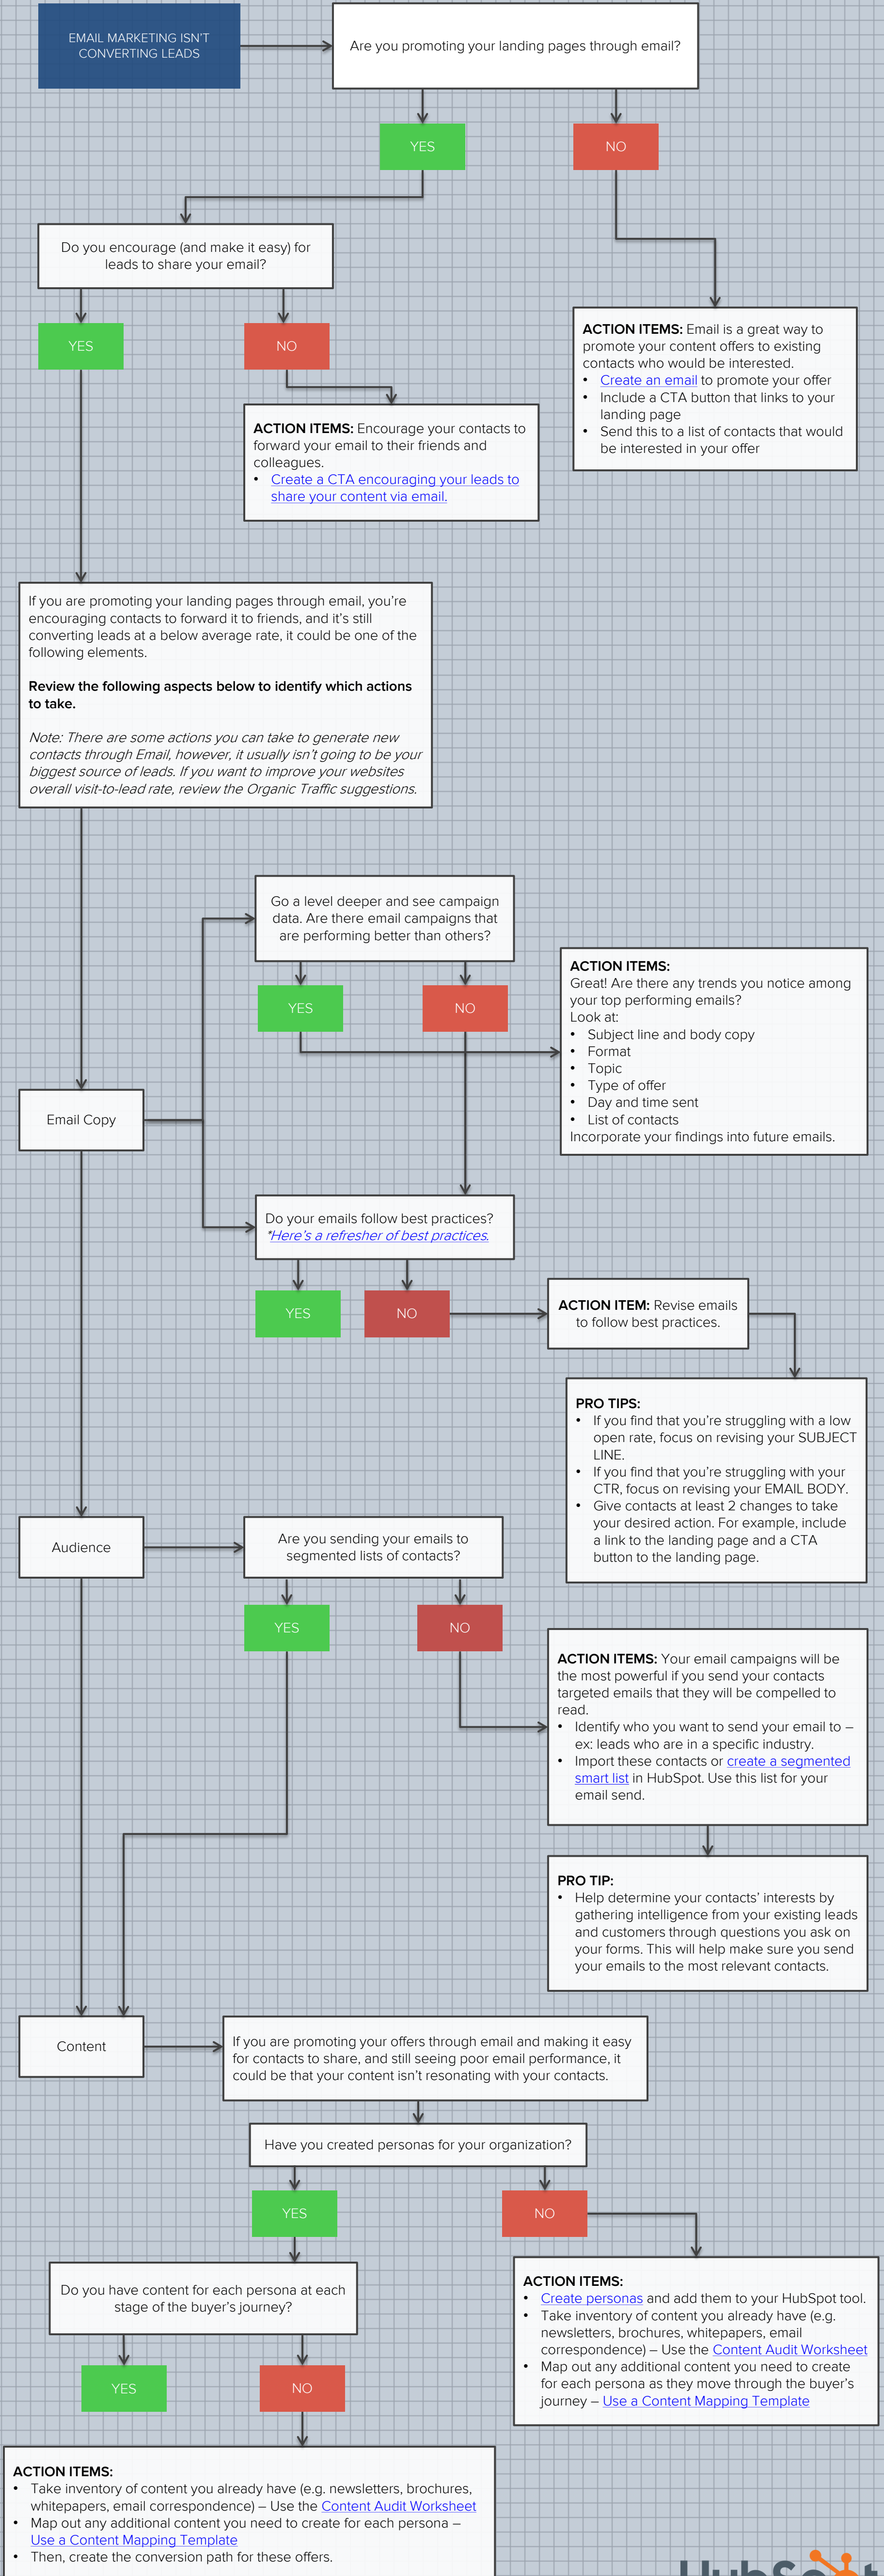 EMAIL MARKETING ISN'T
CONVERTING LEADS
Are you promoting your landing pages through email?
YES
NO
Do you encourage (and make it easy) for
leads to share your email?
YES
NO
ACTION ITEMS: Email is a great way to
promote your content offers to existing
contacts who would be interested.
• Create an email to promote your offer
• Include a CTA button that links to your
landing page
• Send this to a list of contacts that would
be interested in your offer
ACTION ITEMS: Encourage your contacts to
forward your email to their friends and
colleagues.
• Create a CTA encouraging your leads to
share your content via email.
If you are promoting your landing pages through email, you're
encouraging contacts to forward it to friends, and it's still
converting leads at a below average rate, it could be one of the
following elements.
Review the following aspects below to identify which actions
to take.
Note: There are some actions you can take to generate new
contacts through Email, however, it usually isn't going to be your
biggest source of leads. If you want to improve your websites
overall visit-to-lead rate, review the Organic Traffic suggestions.
Go a level deeper and see campaign
data. Are there email campaigns that
are performing better than others?
YES
NO
ACTION ITEMS:
Great! Are there any trends you notice among
your top performing emails?
Look at:
• Subject line and body copy
• Format
• Topic
• Type of offer
• Day and time sent
• List of contacts
Incorporate your findings into future emails.
Email Copy
Do your emails follow best practices?
*Here's a refresher of best practices.
YES
NO
ACTION ITEM: Revise emails
to follow best practices.
PRO TIPS:
• If you find that you're struggling with a low
open rate, focus on revising your SUBJECT
LINE.
• If you find that you're struggling with your
CTR, focus on revising your EMAIL BODY.
• Give contacts at least 2 changes to take
your desired action. For example, include
a link to the landing page and a CTA
button to the landing page.
Audience
Are you sending your emails to
segmented lists of contacts?
YES
NO
ACTION ITEMS: Your email campaigns will be
the most powerful if you send your contacts
targeted emails that they will be compelled to
read.
• Identify who you want to send your email to –
ex: leads who are in a specific industry.
• Import these contacts or create a segmented
smart list in HubSpot. Use this list for your
email send.
PRO TIP:
• Help determine your contacts' interests by
gathering intelligence from your existing leads
and customers through questions you ask on
your forms. This will help make sure you send
your emails to the most relevant contacts.
Content
If you are promoting your offers through email and making it easy
for contacts to share, and still seeing poor email performance, it
could be that your content isn't resonating with your contacts.
Have you created personas for your organization?
YES
NO
Do you have content for each persona at each
stage of the buyer's journey?
YES
NO
ACTION ITEMS:
• Create personas and add them to your HubSpot tool.
• Take inventory of content you already have (e.g.
newsletters, brochures, whitepapers, email
correspondence) – Use the Content Audit Worksheet
• Map out any additional content you need to create
for each persona as they move through the buyer's
journey – Use a Content Mapping Template
ACTION ITEMS:
• Take inventory of content you already have (e.g. newsletters, brochures,
whitepapers, email correspondence) – Use the Content Audit Worksheet
• Map out any additional content you need to create for each persona –
Use a Content Mapping Template
• Then, create the conversion path for these offers.
HubSpot